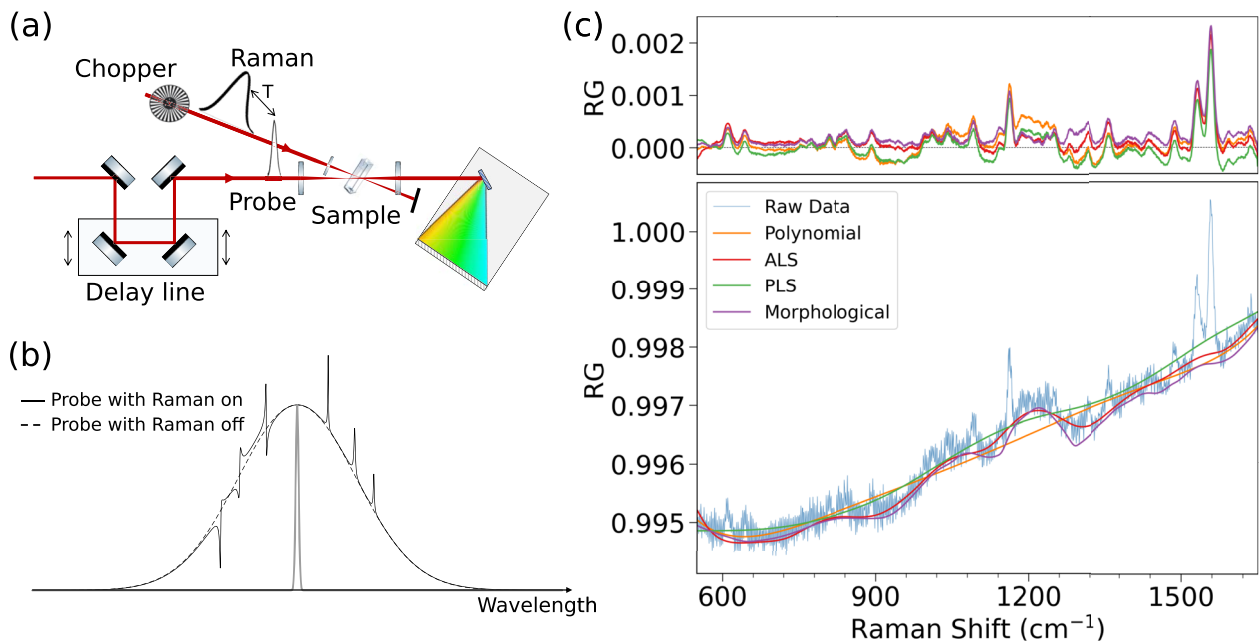 (a)
Chopper
Raman
T
Probe
Sample
Delay line
(b)
Probe with Raman on
Probe with Raman off
Wavelength
(c)
0.002
0.001
0.000
RG
Raw Data
Polynomial
ALS
PLS
Morphological
1.000
0.999
0.998
0.997
0.996
0.995
RG
600
900
1200
1500
Raman Shift (cm⁻¹)